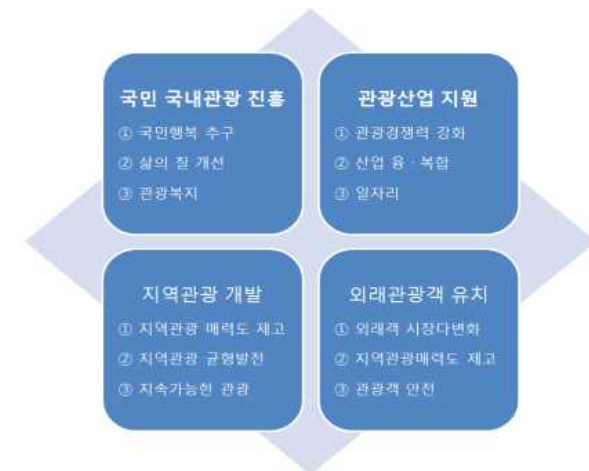 국민 국내관광 진흥
① 국민행복 추구
② 삶의 질 개선
③ 관광복지
관광산업 지원
① 관광경쟁력 강화
② 산업 융·복합
③ 일자리
지역관광 개발
① 지역관광 매력도 제고
② 지역관광 균형발전
③ 지속가능한 관광
외래관광객 유치
① 외래객 시장다변화
② 지역관광매력도 제고
③ 관광객 안전